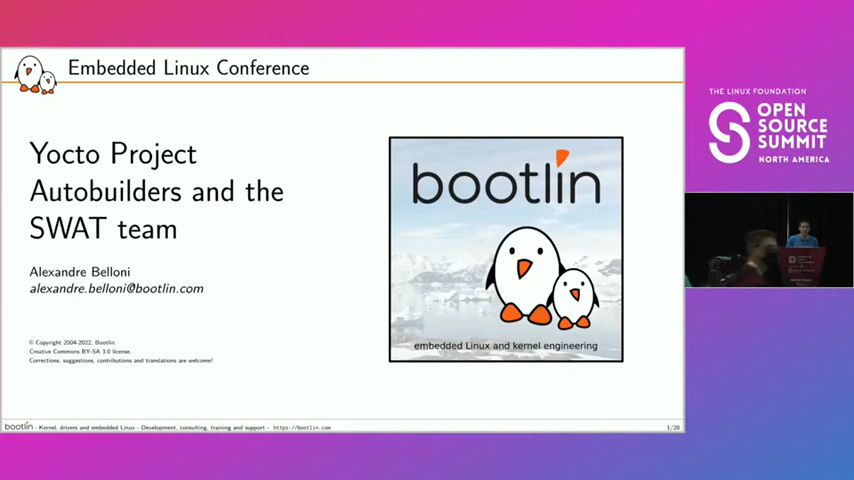 Embedded Linux Conference
Yocto Project
Autobuilders and the
SWAT team
Alexandre Belloni
alexandre.belloni@bootlin.com
© Copyright 2004-2022, Bootlin.
Creative Commons BY-SA 3.0 license.
Corrections, suggestions, contributions and translations are welcome!
bootlin
embedded Linux and kernel engineering
bootlin - Kernel, drivers and embedded Linux - Development, consulting, training and support - https://bootlin.com
1/28
THE LINUX FOUNDATION
OPEN
SOURCE
SUMMIT
NORTH AMERICA